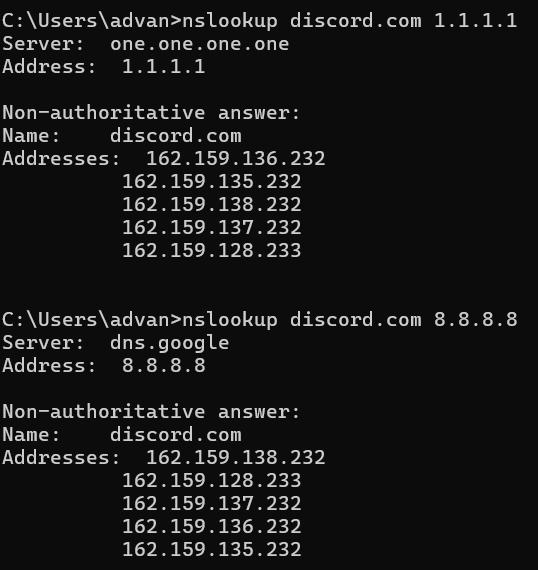 C:\Users\advan>nslookup discord.com 1.1.1.1
Server:  one.one.one.one
Address:  1.1.1.1

Non-authoritative answer:
Name:    discord.com
Addresses:  162.159.136.232
          162.159.135.232
          162.159.138.232
          162.159.137.232
          162.159.128.233


C:\Users\advan>nslookup discord.com 8.8.8.8
Server:  dns.google
Address:  8.8.8.8

Non-authoritative answer:
Name:    discord.com
Addresses:  162.159.138.232
          162.159.128.233
          162.159.137.232
          162.159.136.232
          162.159.135.232